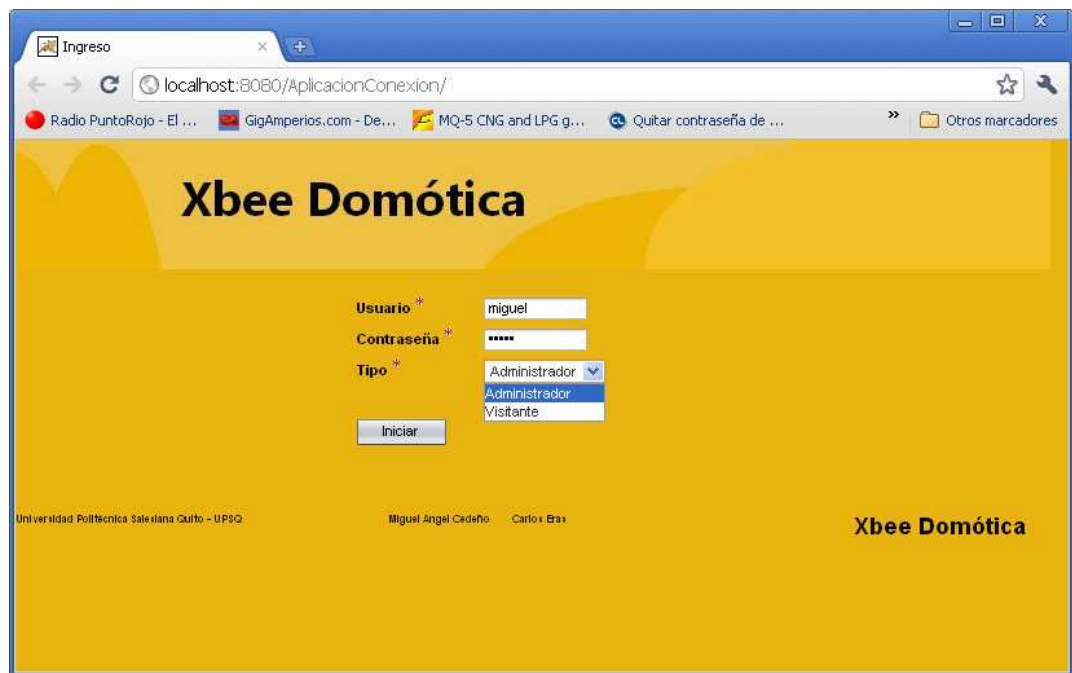 Ingreso
localhost:8080/AplicacionConexion/
Radio PuntoRojo - El ... GigAmperios.com - De... MQ-5 CNG and LPG g... Quitar contraseña de ... » Otros marcadores
Xbee Domótica
Usuario * miguel
Contraseña * •••••
Tipo * Administrador
Administrador
Visitante
Iniciar
Universidad Politécnica Salesiana Quito - UPSQ Miguel Angel Cedeño Carlos Eras Xbee Domótica